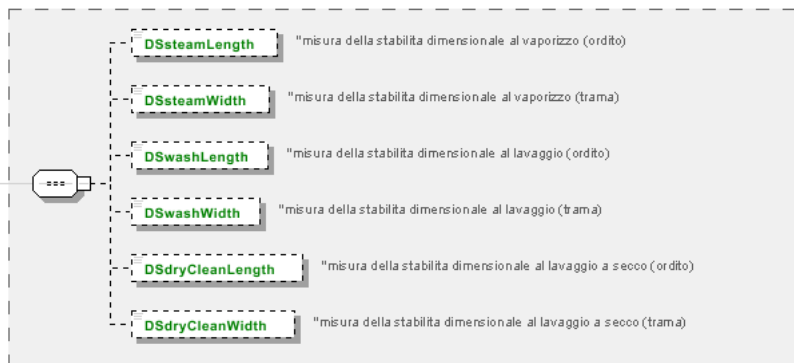 DSsteamLength "misura della stabilita dimensionale al vaporizzo (ordito)
DSsteamWidth "misura della stabilita dimensionale al vaporizzo (trama)
DSwashLength "misura della stabilita dimensionale al lavaggio (ordito)
DSwashWidth "misura della stabilita dimensionale al lavaggio (trama)
DSdryCleanLength "misura della stabilita dimensionale al lavaggio a secco (ordito)
DSdryCleanWidth "misura della stabilita dimensionale al lavaggio a secco (trama)